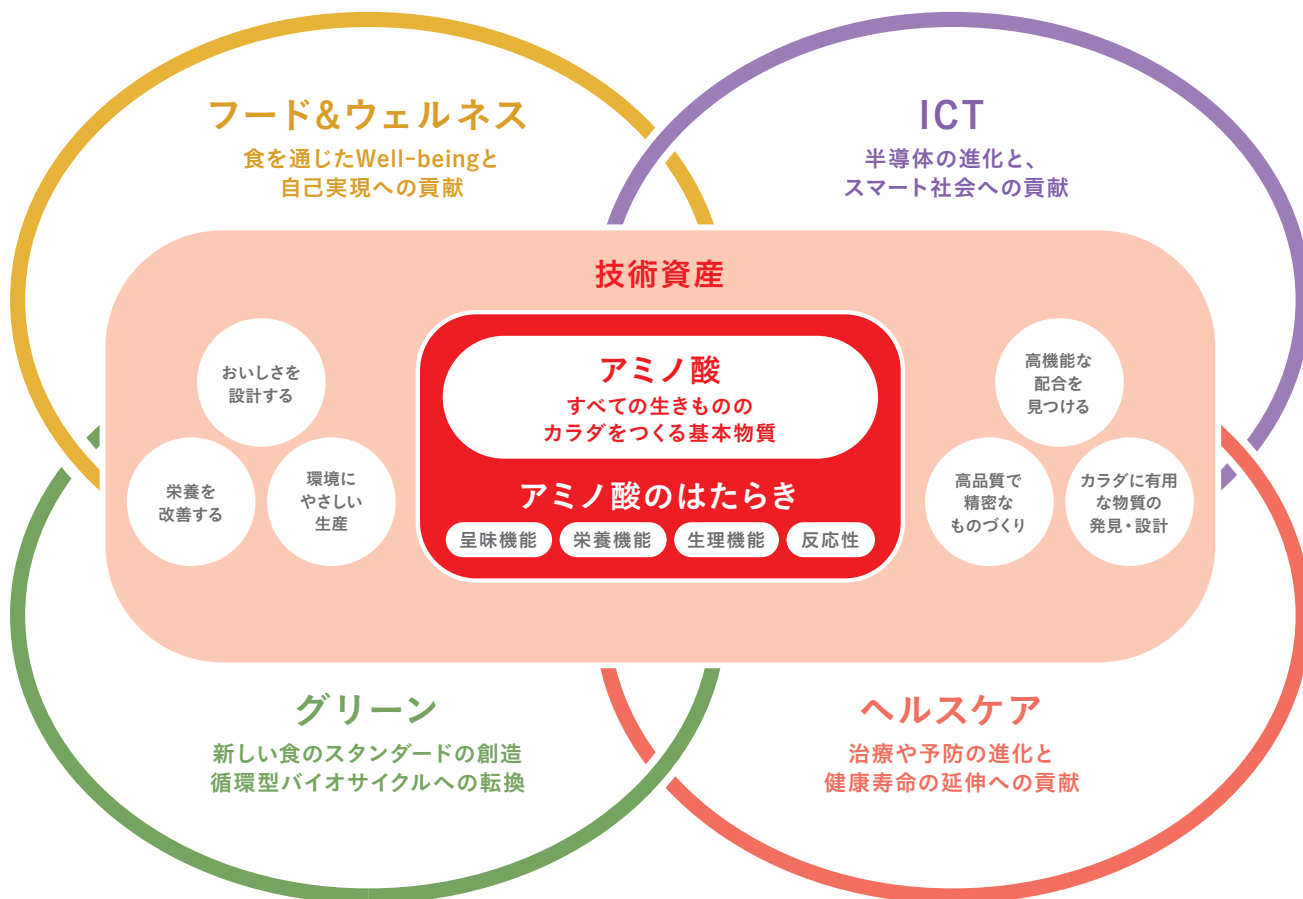 フード&ウェルネス
食を通じたWell-beingと
自己実現への貢献
ICT
半導体の進化と、
スマート社会への貢献
技術資産
おいしさを
設計する
栄養を
改善する
環境に
やさしい
生産
アミノ酸
すべての生きものの
カラダをつくる基本物質
アミノ酸のはたらき
呈味機能
栄養機能
生理機能
反応性
高機能な
配合を
見つける
高品質で
精密な
ものづくり
カラダに有用
な物質の
発見・設計
グリーン
新しい食のスタンダードの創造
循環型バイオサイクルへの転換
ヘルスケア
治療や予防の進化と
健康寿命の延伸への貢献